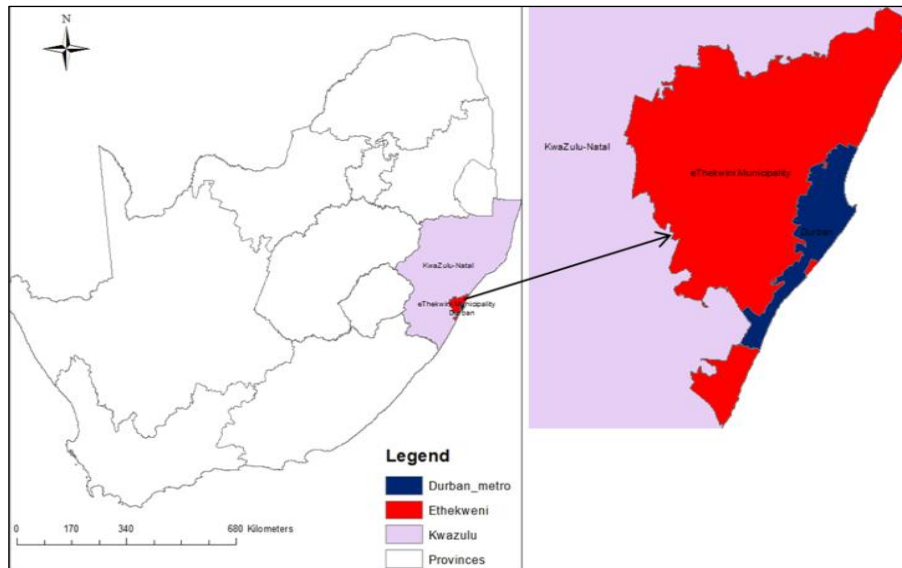 N
KwaZulu-Natal
eThekwini Municipality
Durban
KwaZulu-Natal
eThekwini Municipality
Durban
Legend
Durban_metro
Ethekweni
Kwazulu
Provinces
0 170 340 680 Kilometers